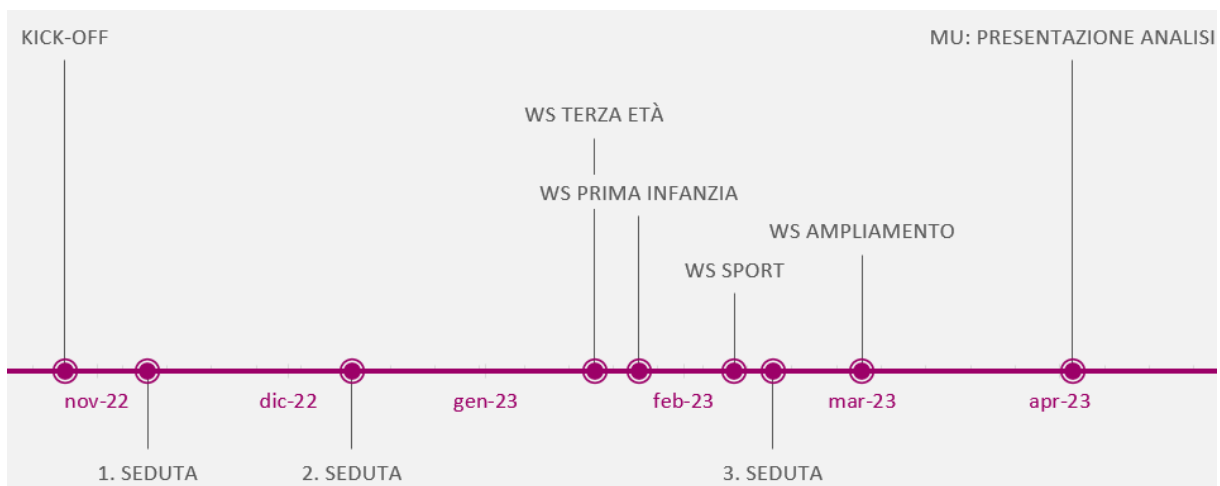 KICK-OFF
MU: PRESENTAZIONE ANALISI
WS TERZA ETÀ
WS PRIMA INFANZIA
WS AMPLIAMENTO
WS SPORT
nov-22
dic-22
gen-23
feb-23
mar-23
apr-23
1. SEDUTA
2. SEDUTA
3. SEDUTA